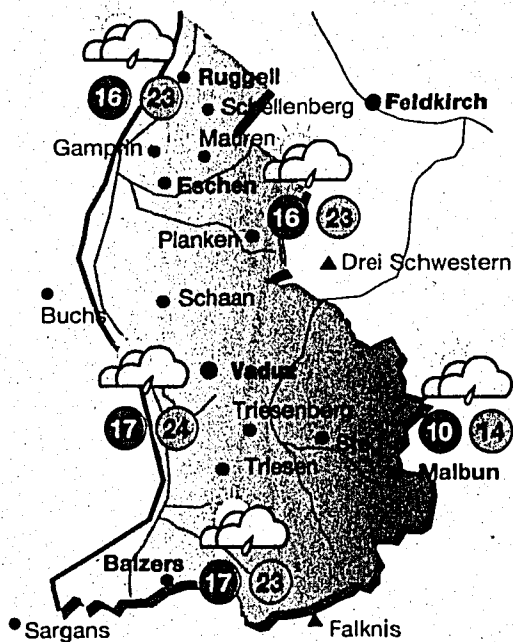 Ruggell
16 23
Schellenberg
Feldkirch
Gamprin
Mauren
Eschen
16 23
Planken
Drei Schwestern
Buchs
Schaan
Vaduz
17 24
Triesenberg
10 14
Malbun
Triesen
Balzers
17 23
Sargans
Falknis